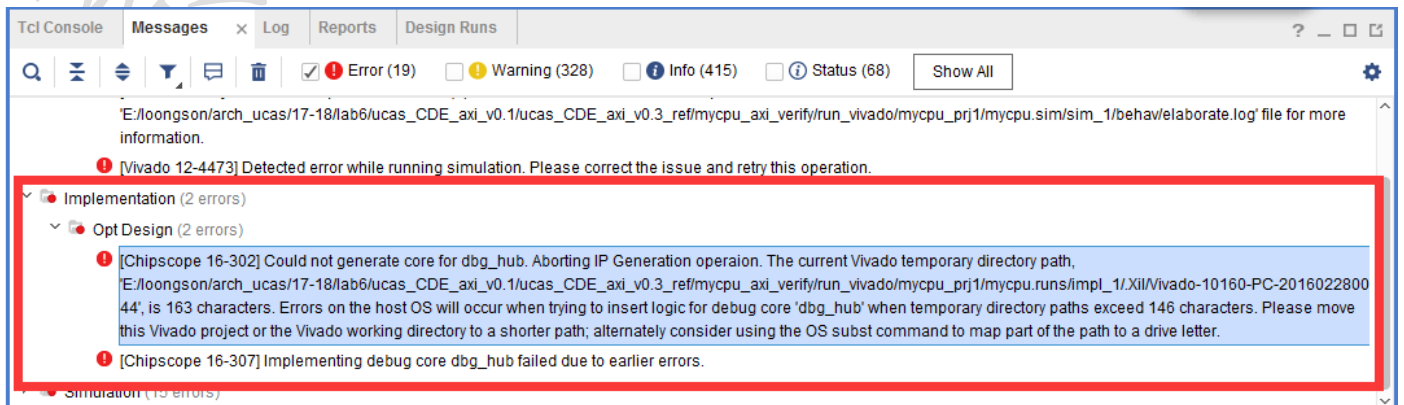 Tcl Console Messages × Log Reports Design Runs ? _
Error (19) Warning (328) Info (415) Status (68) Show All
'E:/loongson/arch_ucas/17-18/lab6/ucas_CDE_axi_v0.1/ucas_CDE_axi_v0.3_ref/mycpu_axi_verify/run_vivado/mycpu_prj1/mycpu.sim/sim_1/behav/elaborate.log' file for more
information.
[Vivado 12-4473] Detected error while running simulation. Please correct the issue and retry this operation.
Implementation (2 errors)
Opt Design (2 errors)
[Chipscope 16-302] Could not generate core for dbg_hub. Aborting IP Generation operaion. The current Vivado temporary directory path,
'E:/loongson/arch_ucas/17-18/lab6/ucas_CDE_axi_v0.1/ucas_CDE_axi_v0.3_ref/mycpu_axi_verify/run_vivado/mycpu_prj1/mycpu.runs/impl_1/.Xil/Vivado-10160-PC-2016022800
44', is 163 characters. Errors on the host OS will occur when trying to insert logic for debug core 'dbg_hub' when temporary directory paths exceed 146 characters. Please move
this Vivado project or the Vivado working directory to a shorter path; alternately consider using the OS subst command to map part of the path to a drive letter.
[Chipscope 16-307] Implementing debug core dbg_hub failed due to earlier errors.
Simulation (15 errors)